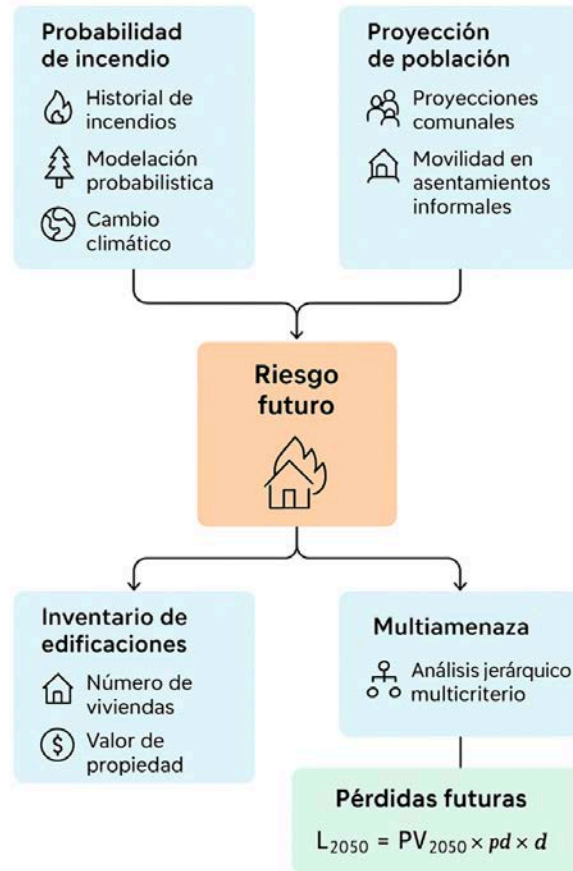 Probabilidad
de incendio
Historial de
incendios
Modelación
probabilistica
Cambio
climático
Proyección
de población
Proyecciones
comunales
Movilidad en
asentamientos
informales
Riesgo
futuro
Inventario de
edificaciones
Número de
viviendas
$ Valor de
propiedad
Multiamenaza
Análisis jerárquico
multicriterio
Pérdidas futuras
L₂₀₅₀ = PV₂₀₅₀ × pd × d